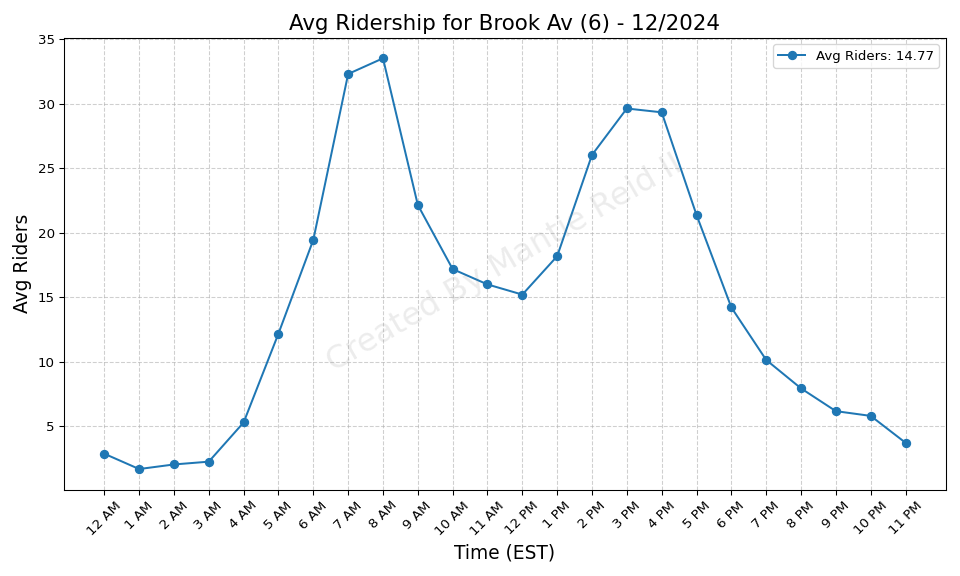 Avg Ridership for Brook Av (6) - 12/2024
Avg Riders: 14.77
35
30
25
20
15
10
5
Avg Riders
Created By Mantie Reid II
12 AM
1 AM
2 AM
3 AM
4 AM
5 AM
6 AM
7 AM
8 AM
9 AM
10 AM
11 AM
12 PM
1 PM
2 PM
3 PM
4 PM
5 PM
6 PM
7 PM
8 PM
9 PM
10 PM
11 PM
Time (EST)